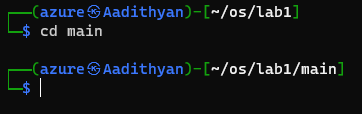 ┌──(azure㉿Aadithyan)-[~/os/lab1]
└─$ cd main
┌──(azure㉿Aadithyan)-[~/os/lab1/main]
└─$